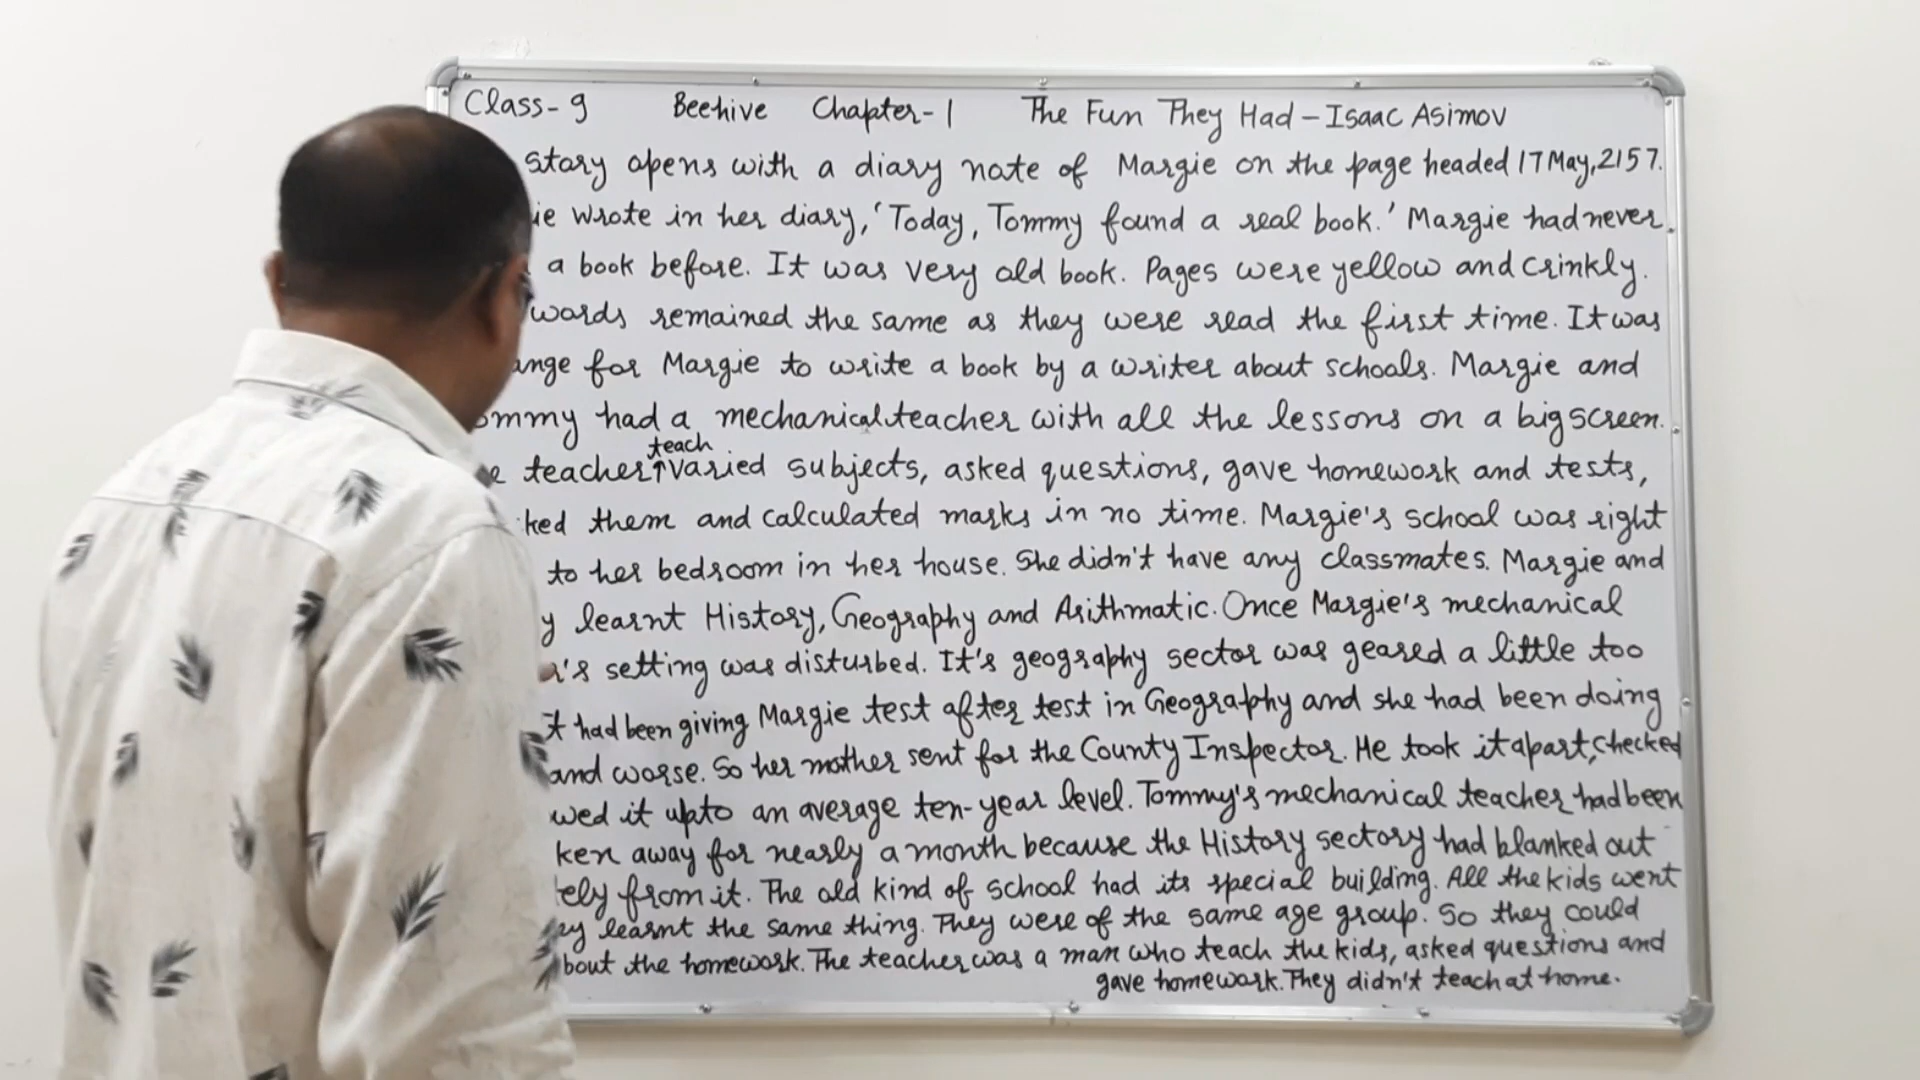 Class-9 Beehive Chapter-1 The Fun They Had - Isaac Asimov
story opens with a diary note of Margie on the page headed 17 May, 2157.
wrote in her diary, 'Today, Tommy found a real book.' Margie had never
a book before. It was very old book. Pages were yellow and crinkly.
words remained the same as they were read the first time. It was
for Margie to write a book by a writer about schools. Margie and
had a mechanical teacher with all the lessons on a big screen.
teach
teacher↑varied subjects, asked questions, gave homework and tests,
them and calculated marks in no time. Margie's school was right
to her bedroom in her house. She didn't have any classmates. Margie and
learnt History, Geography and Arithmatic. Once Margie's mechanical
setting was disturbed. It's geography sector was geared a little too
had been giving Margie test after test in Geography and she had been doing
and worse. So her mother sent for the County Inspector. He took it apart, checked
it upto an average ten-year level. Tommy's mechanical teacher had been
away for nearly a month because the History sectory had blanked out
from it. The old kind of school had its special building. All the kids went
learnt the same thing. They were of the same age group. So they could
the homework. The teacher was a man who teach the kids, asked questions and
gave homework. They didn't teach at home.